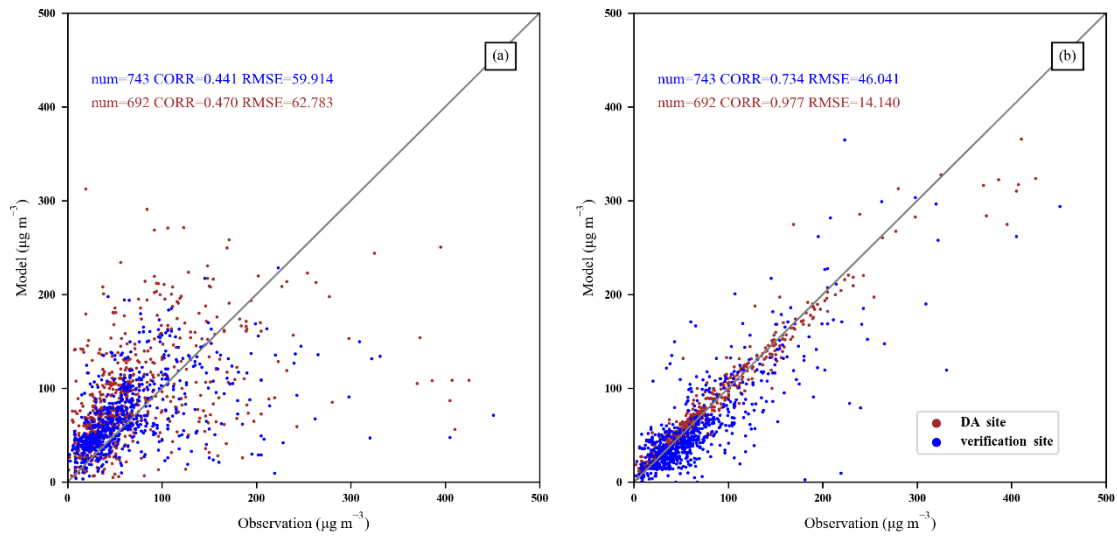 500
400
300
200
100
0
Model (μg m⁻³)
(a)
num=743 CORR=0.441 RMSE=59.914
num=692 CORR=0.470 RMSE=62.783
0 100 200 300 400 500
Observation (μg m⁻³)
500
400
300
200
100
0
Model (μg m⁻³)
(b)
num=743 CORR=0.734 RMSE=46.041
num=692 CORR=0.977 RMSE=14.140
DA site
verification site
0 100 200 300 400 500
Observation (μg m⁻³)